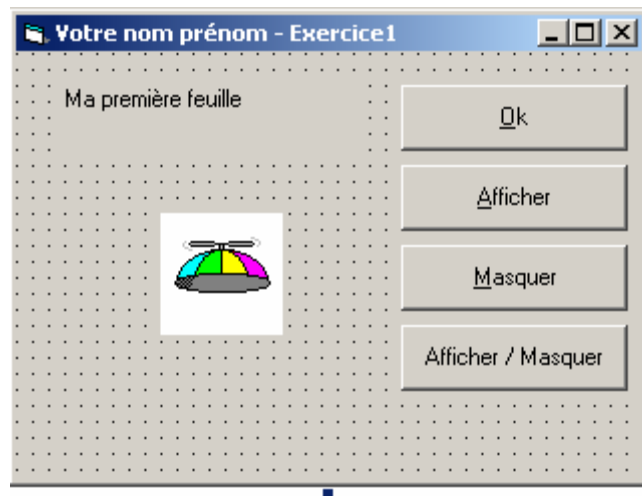 Votre nom prénom - Exercice1
Ma première feuille
Ok
Afficher
Masquer
Afficher / Masquer